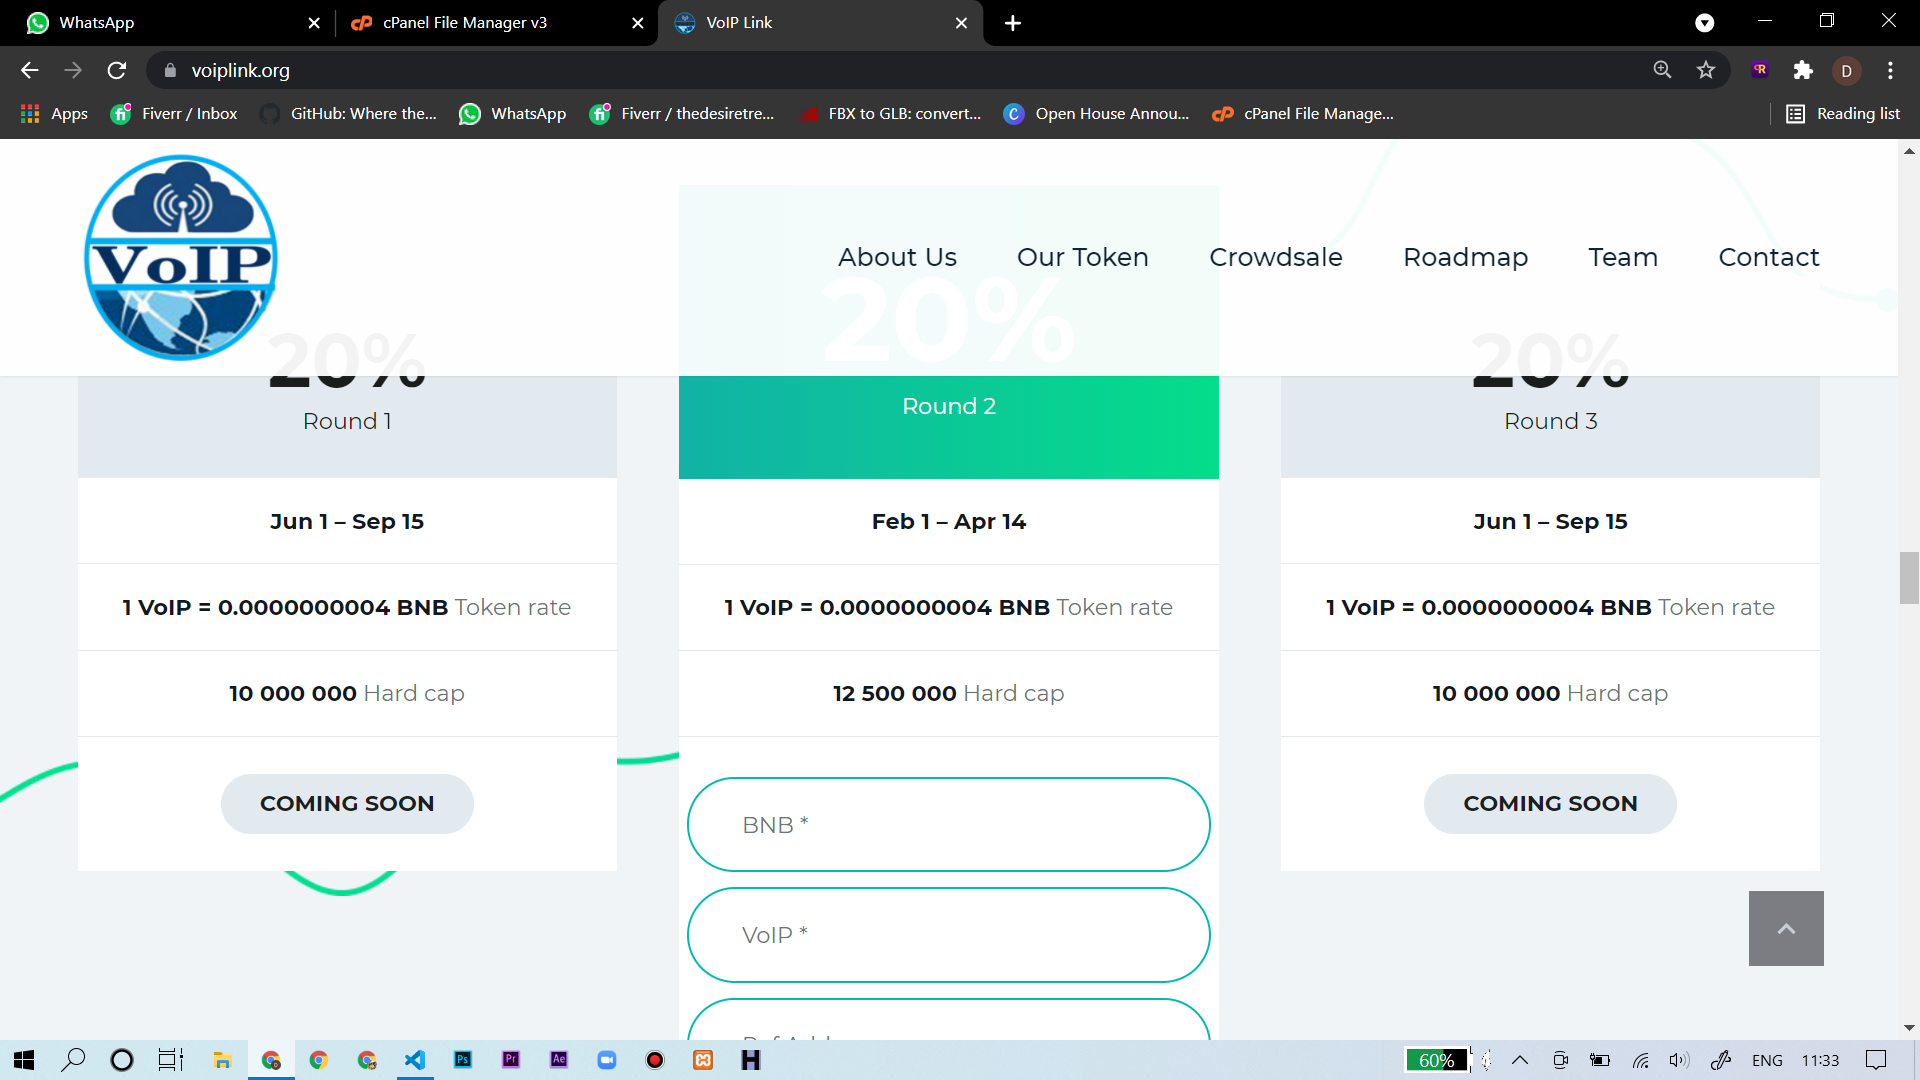 WhatsApp
cPanel File Manager v3
VoIP Link
voiplink.org
D
Apps
Fiverr / Inbox
GitHub: Where the...
WhatsApp
Fiverr / thedesiretre...
FBX to GLB: convert...
Open House Annou...
cPanel File Manage...
Reading list
VoIP
About Us
Our Token
Crowdsale
Roadmap
Team
Contact
20%
Round 1
Jun 1 – Sep 15
1 VoIP = 0.0000000004 BNB Token rate
10 000 000 Hard cap
COMING SOON
20%
Round 2
Feb 1 – Apr 14
1 VoIP = 0.0000000004 BNB Token rate
12 500 000 Hard cap
BNB *
VoIP *
20%
Round 3
Jun 1 – Sep 15
1 VoIP = 0.0000000004 BNB Token rate
10 000 000 Hard cap
COMING SOON
Ps
Pr
Ae
60%
ENG
11:33